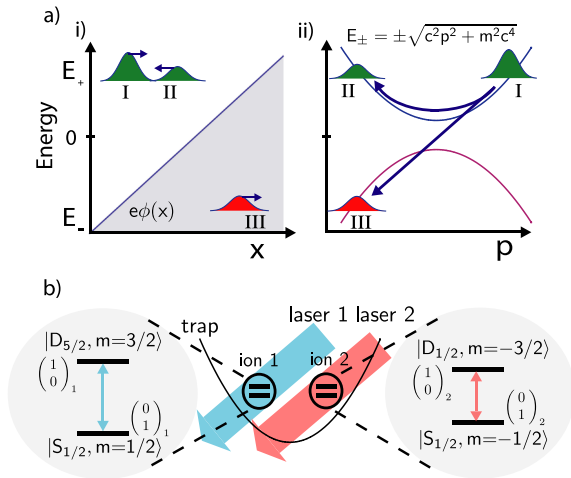 a)
i)
ii)
E₊
0
E₋
Energy
I
II
III
eϕ(x)
x
E± = ±√(c²p² + m²c⁴)
II
I
III
p
b)
trap
laser 1
laser 2
ion 1
ion 2
|D5/2, m=3/2⟩
(1 0)₁
(0 1)₁
|S1/2, m=1/2⟩
|D1/2, m=−3/2⟩
(1 0)₂
(0 1)₂
|S1/2, m=−1/2⟩